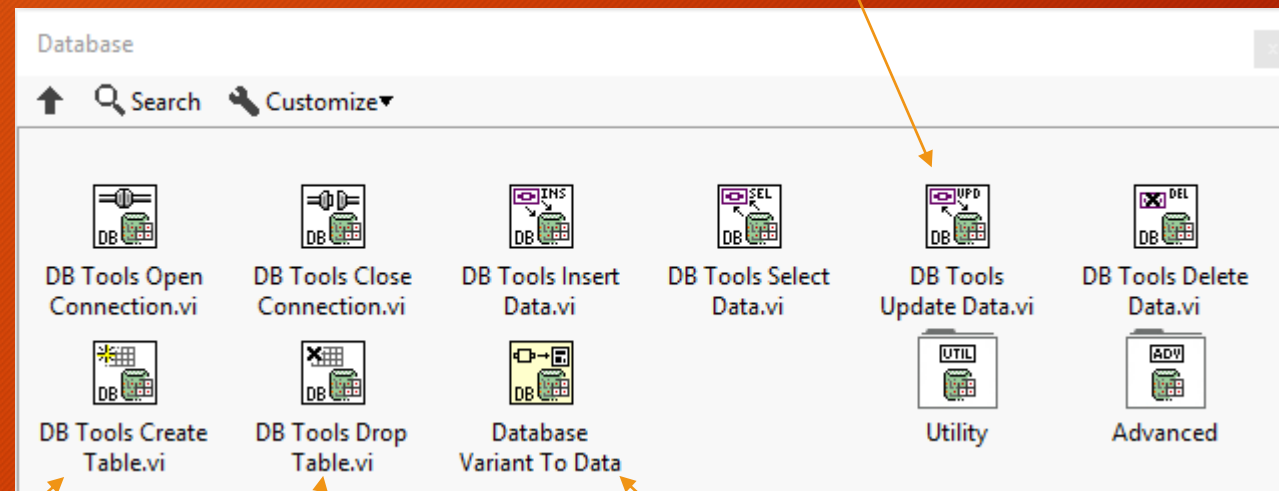 Database
Search Customize
INS SEL UPD DEL
DB DB DB DB DB DB
DB Tools Open DB Tools Close DB Tools Insert DB Tools Select DB Tools DB Tools Delete
Connection.vi Connection.vi Data.vi Data.vi Update Data.vi Data.vi
UTIL ADV
DB DB DB
DB Tools Create DB Tools Drop Database Utility Advanced
Table.vi Table.vi Variant To Data